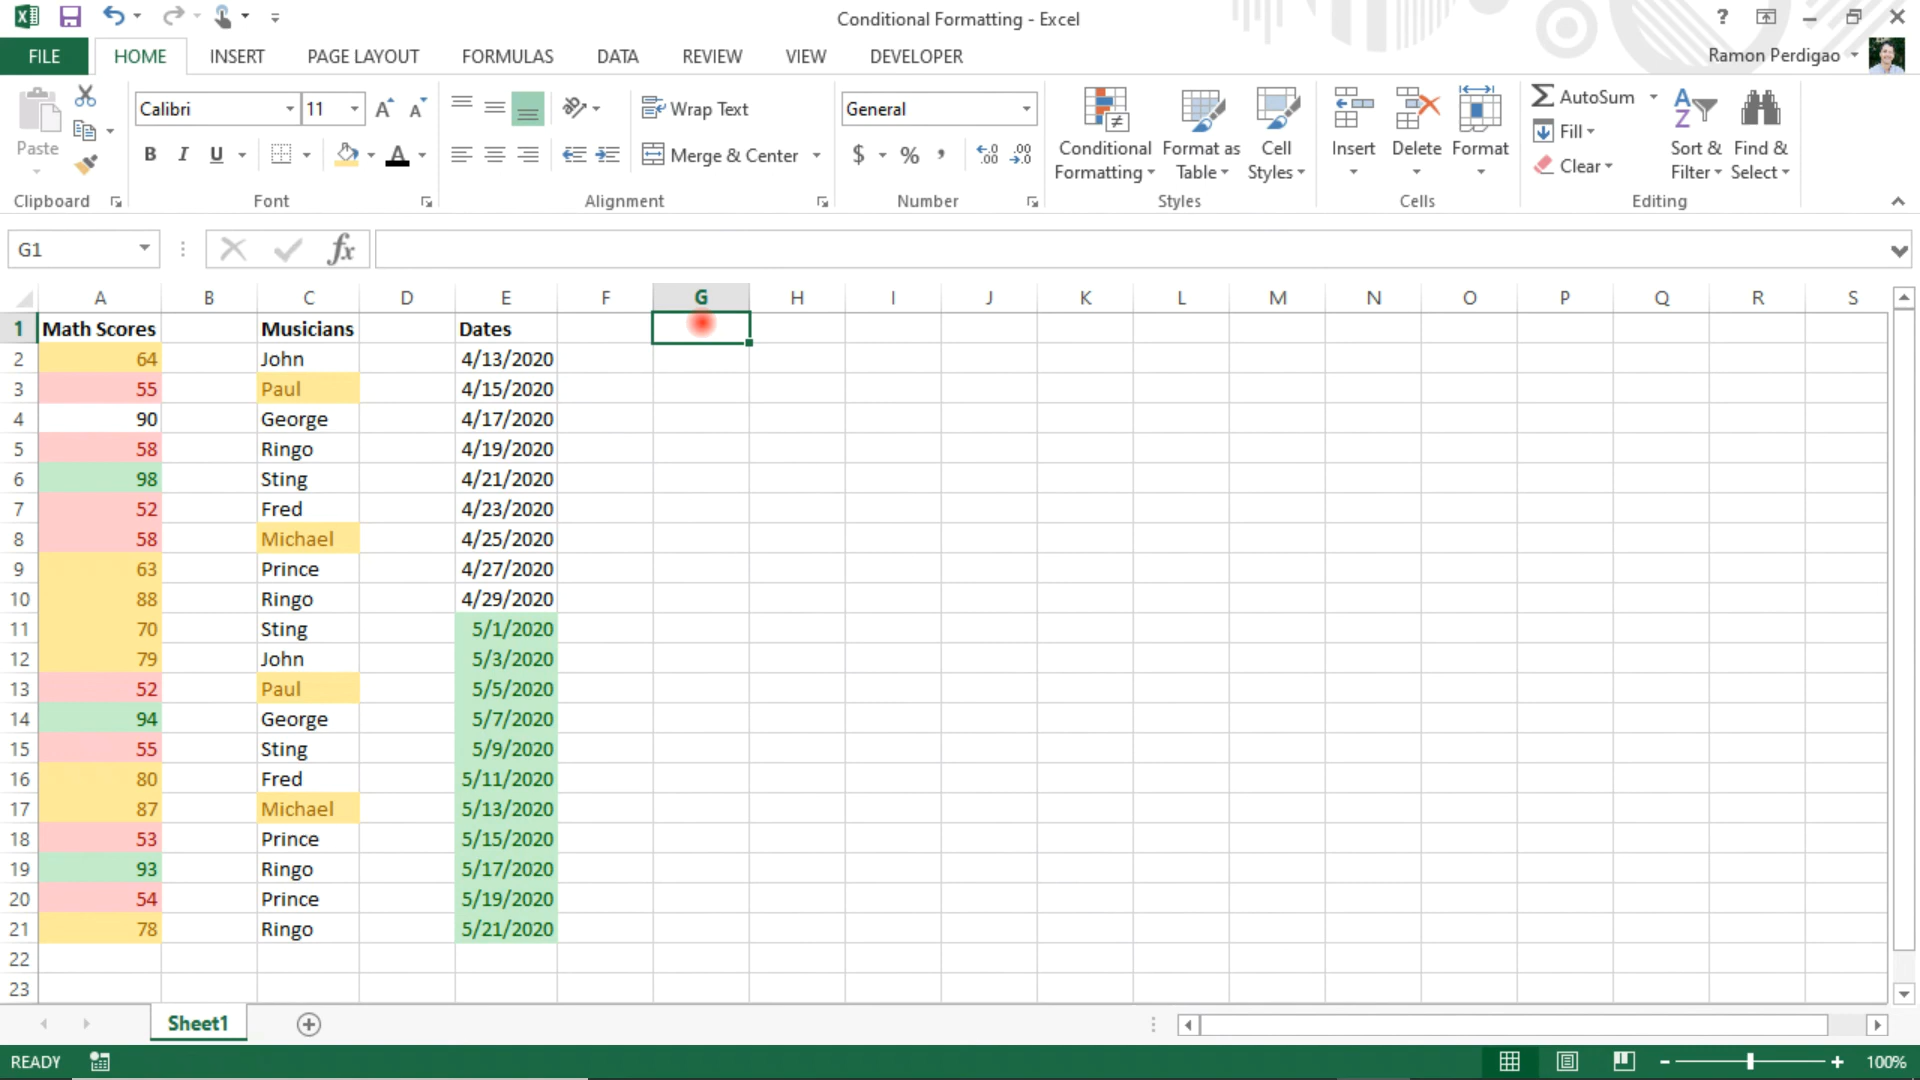 Conditional Formatting - Excel
?
FILE HOME INSERT PAGE LAYOUT FORMULAS DATA REVIEW VIEW DEVELOPER Ramon Perdigao
Paste
Calibri 11 A A
B I U A
Wrap Text
Merge & Center
General
$ % , .00 .00
Conditional Formatting
Format as Table
Cell Styles
Insert
Delete
Format
AutoSum
Fill
Clear
Sort & Filter
Find & Select
Clipboard Font Alignment Number Styles Cells Editing
G1 fx
A B C D E F G H I J K L M N O P Q R S
1 Math Scores Musicians Dates
2 64 John 4/13/2020
3 55 Paul 4/15/2020
4 90 George 4/17/2020
5 58 Ringo 4/19/2020
6 98 Sting 4/21/2020
7 52 Fred 4/23/2020
8 58 Michael 4/25/2020
9 63 Prince 4/27/2020
10 88 Ringo 4/29/2020
11 70 Sting 5/1/2020
12 79 John 5/3/2020
13 52 Paul 5/5/2020
14 94 George 5/7/2020
15 55 Sting 5/9/2020
16 80 Fred 5/11/2020
17 87 Michael 5/13/2020
18 53 Prince 5/15/2020
19 93 Ringo 5/17/2020
20 54 Prince 5/19/2020
21 78 Ringo 5/21/2020
22
23
Sheet1
READY 100%